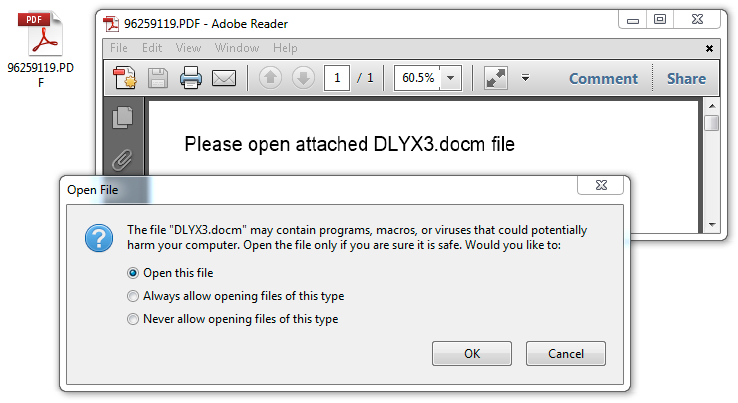 PDF
96259119.PD
F
96259119.PDF - Adobe Reader
File Edit View Window Help
1 / 1 60.5% Comment Share
Please open attached DLYX3.docm file
Open File
The file "DLYX3.docm" may contain programs, macros, or viruses that could potentially
harm your computer. Open the file only if you are sure it is safe. Would you like to:
Open this file
Always allow opening files of this type
Never allow opening files of this type
OK Cancel